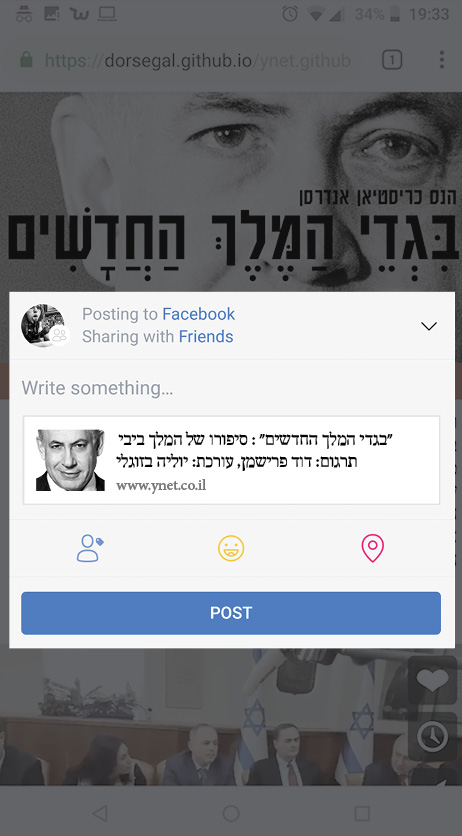 34% 19:33
https://dorsegal.github.io/ynet.github 1
הנס כריסטיאן אנדרסן
בִּגְדֵי הַמֶּלֶךְ הַחֲדָשִׁים
Posting to Facebook
Sharing with Friends
Write something...
"בגדי המלך החדשים" : סיפורו של המלך ביבי
תרגום: דוד פרישמן, עורכת: יוליה בזוגלי
www.ynet.co.il
POST